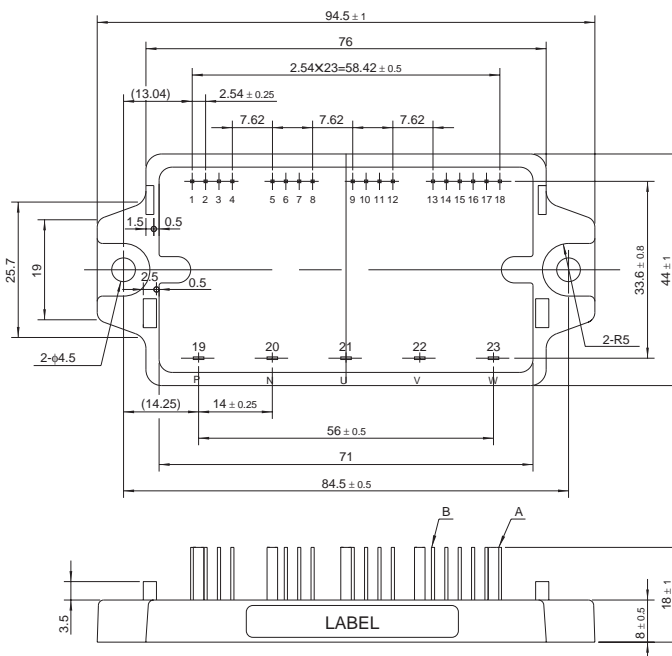 94.5 ± 1
76
2.54×23=58.42 ± 0.5
(13.04) 2.54 ± 0.25
7.62 7.62 7.62
1 2 3 4 5 6 7 8 9 10 11 12 13 14 15 16 17 18
1.5 0.5
25.7
19
2.5 0.5
33.6 ± 0.8
44 ± 1
2-R5
2-ϕ4.5
19 20 21 22 23
P N U V W
(14.25) 14 ± 0.25
56 ± 0.5
71
84.5 ± 0.5
B A
LABEL
3.5
8 ± 0.5
18 ± 1